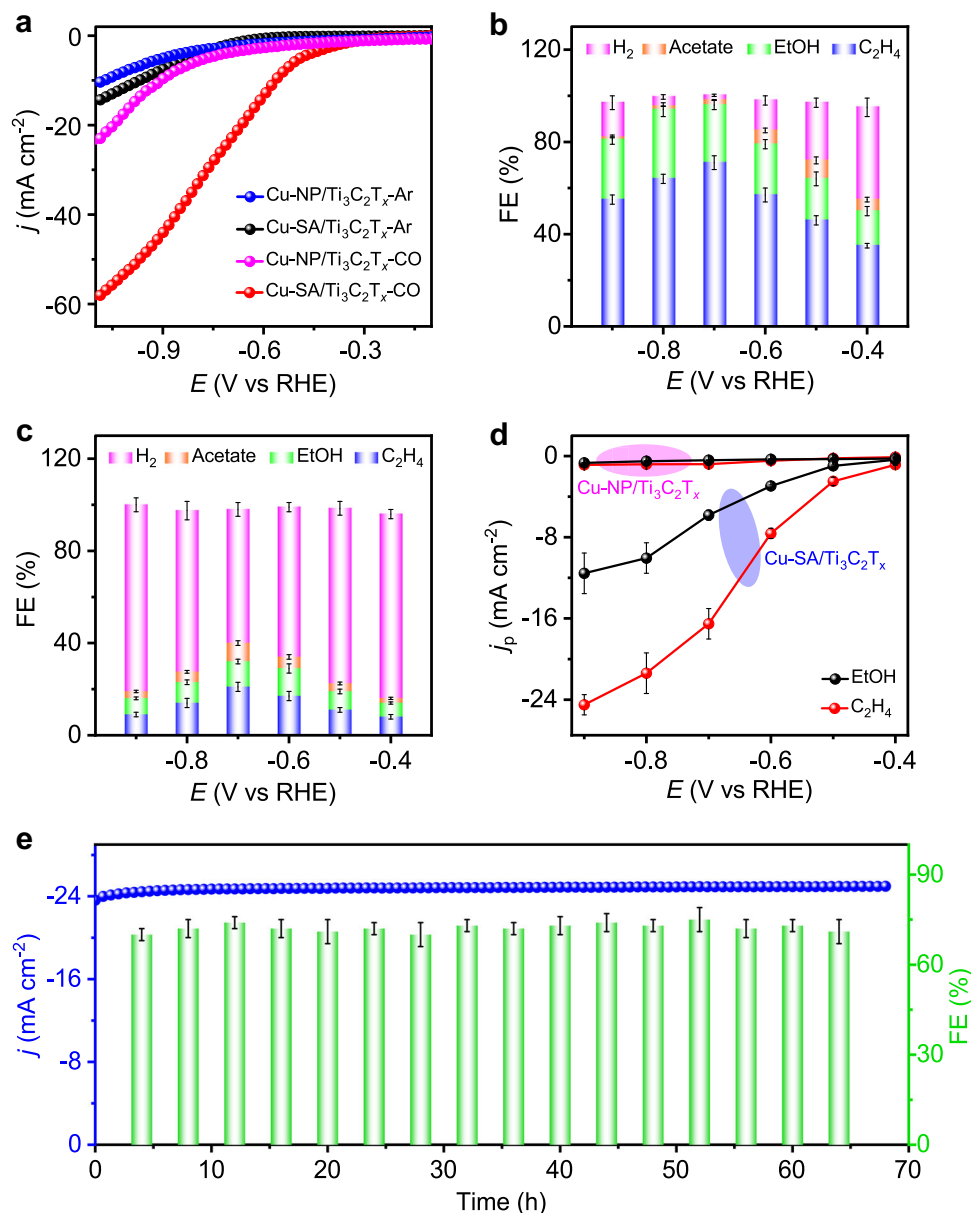 a
0
-20
-40
-60
j (mA cm⁻²)
Cu-NP/Ti₃C₂Tₓ-Ar
Cu-SA/Ti₃C₂Tₓ-Ar
Cu-NP/Ti₃C₂Tₓ-CO
Cu-SA/Ti₃C₂Tₓ-CO
-0.9 -0.6 -0.3
E (V vs RHE)
b
H₂ Acetate EtOH C₂H₄
120
80
40
0
FE (%)
-0.8 -0.6 -0.4
E (V vs RHE)
c
H₂ Acetate EtOH C₂H₄
120
80
40
0
FE (%)
-0.8 -0.6 -0.4
E (V vs RHE)
d
0
-8
-16
-24
jₚ (mA cm⁻²)
Cu-NP/Ti₃C₂Tₓ
Cu-SA/Ti₃C₂Tₓ
EtOH
C₂H₄
-0.8 -0.6 -0.4
E (V vs RHE)
e
-24
-16
-8
0
j (mA cm⁻²)
90
60
30
0
FE (%)
0 10 20 30 40 50 60 70
Time (h)